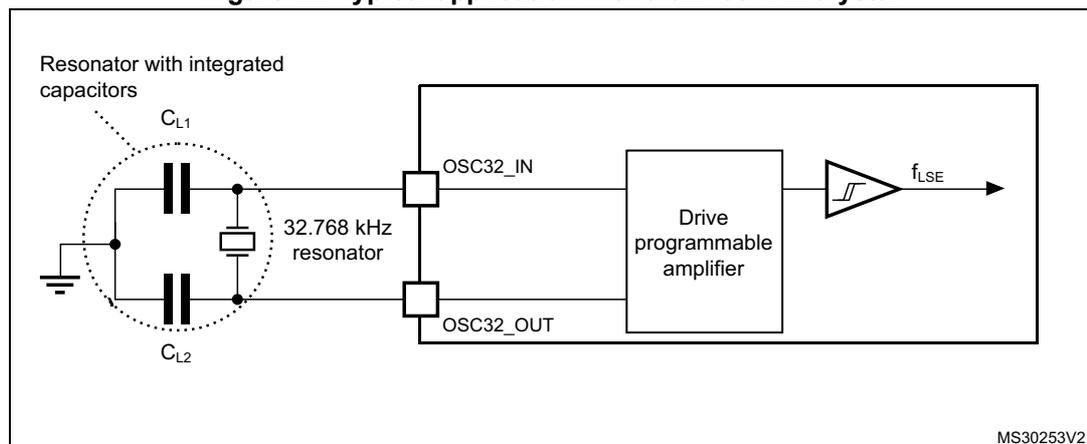 Resonator with integrated
capacitors
CL1
OSC32_IN
fLSE
32.768 kHz
resonator
Drive
programmable
amplifier
OSC32_OUT
CL2
MS30253V2